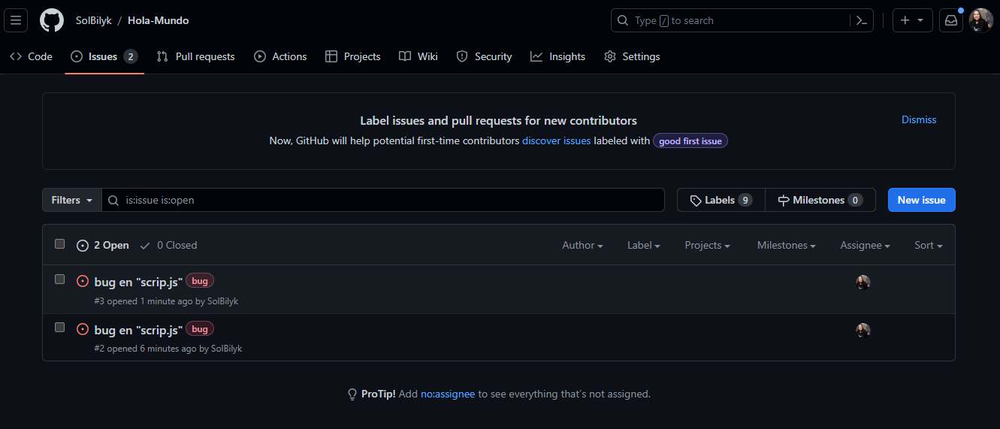 SolBilyk / Hola-Mundo
Type / to search
Code
Issues 2
Pull requests
Actions
Projects
Wiki
Security
Insights
Settings
Label issues and pull requests for new contributors
Dismiss
Now, GitHub will help potential first-time contributors discover issues labeled with good first issue
Filters
is:issue is:open
Labels 9
Milestones 0
New issue
2 Open
0 Closed
Author
Label
Projects
Milestones
Assignee
Sort
bug en "scrip.js" bug
#3 opened 1 minute ago by SolBilyk
bug en "scrip.js" bug
#2 opened 6 minutes ago by SolBilyk
ProTip! Add no:assignee to see everything that's not assigned.